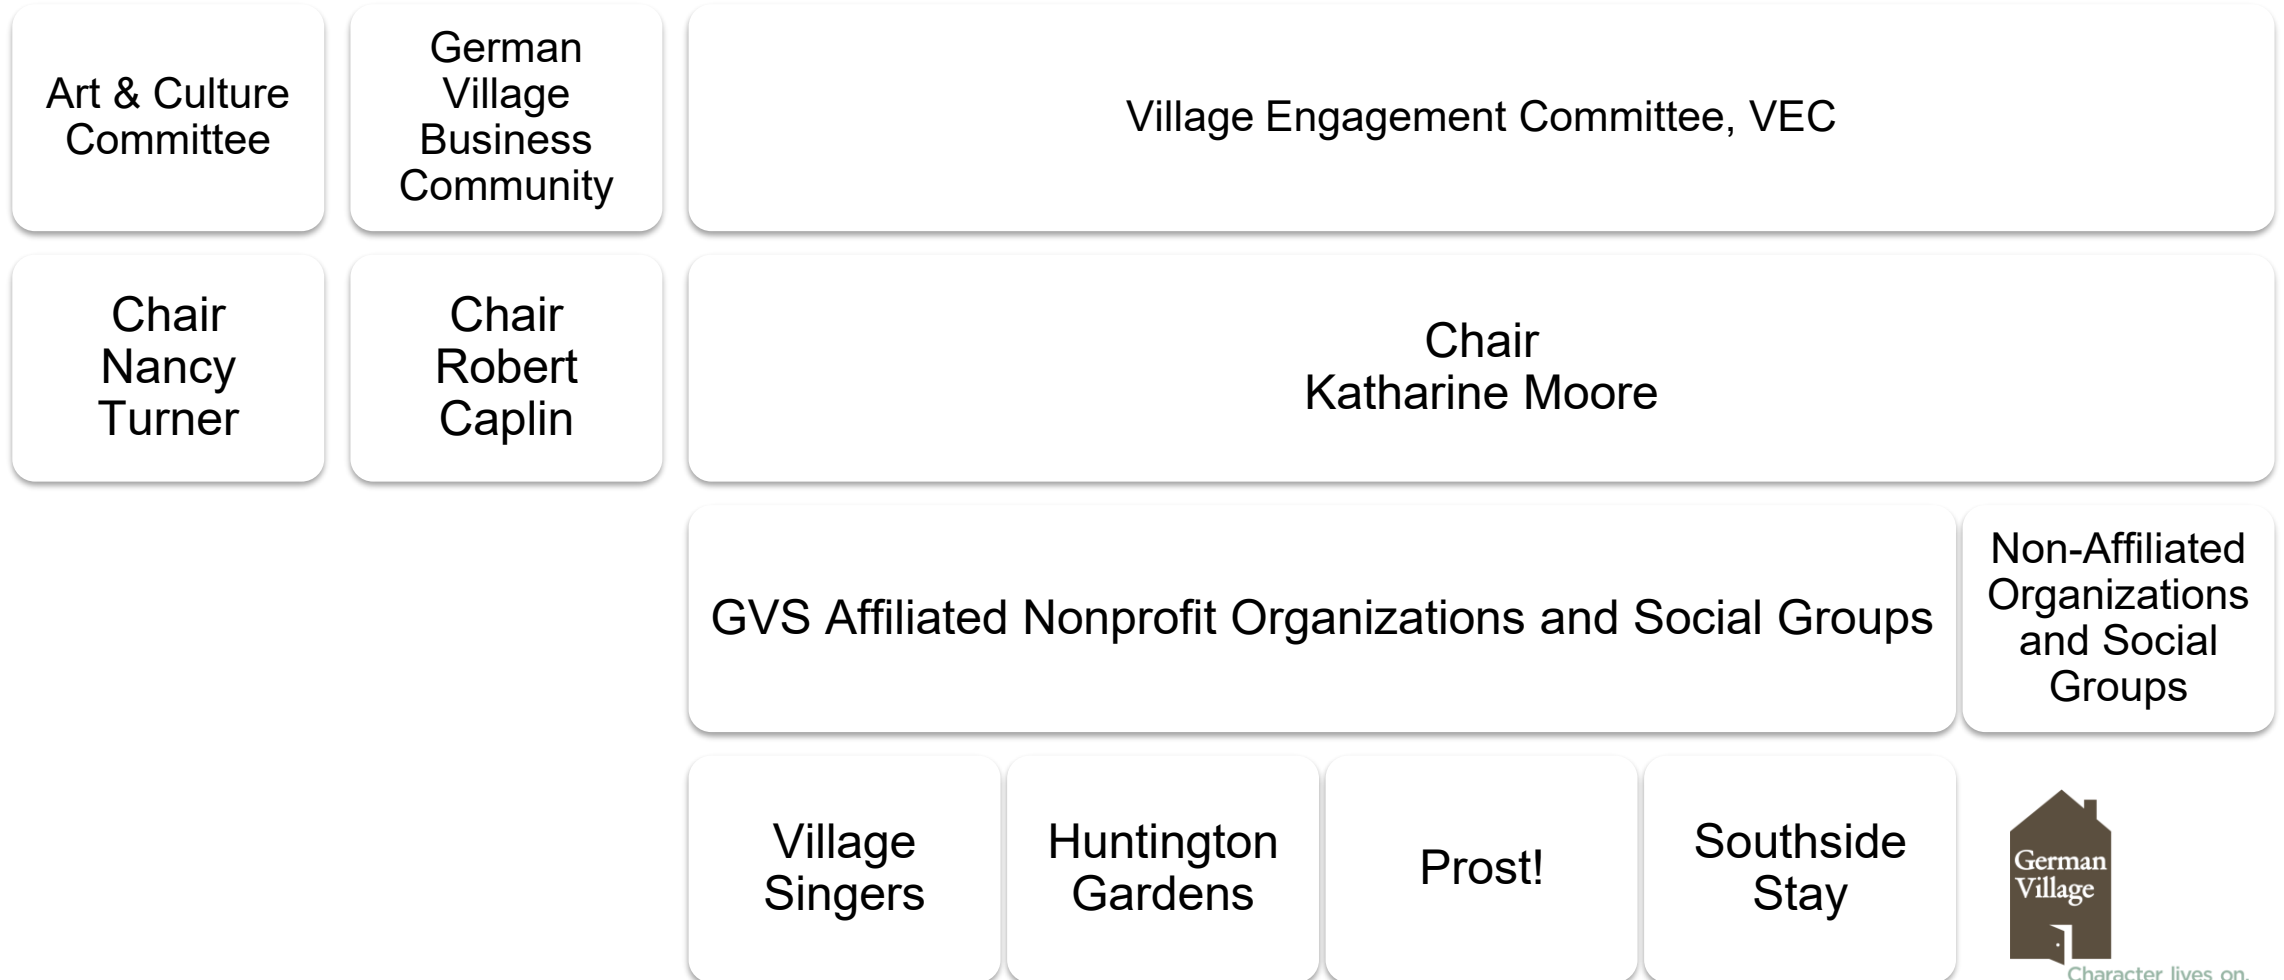 Art & Culture
Committee
German
Village
Business
Community
Village Engagement Committee, VEC
Chair
Nancy
Turner
Chair
Robert
Caplin
Chair
Katharine Moore
GVS Affiliated Nonprofit Organizations and Social Groups
Non-Affiliated
Organizations
and Social
Groups
Village
Singers
Huntington
Gardens
Prost!
Southside
Stay
German
Village
Character lives on.